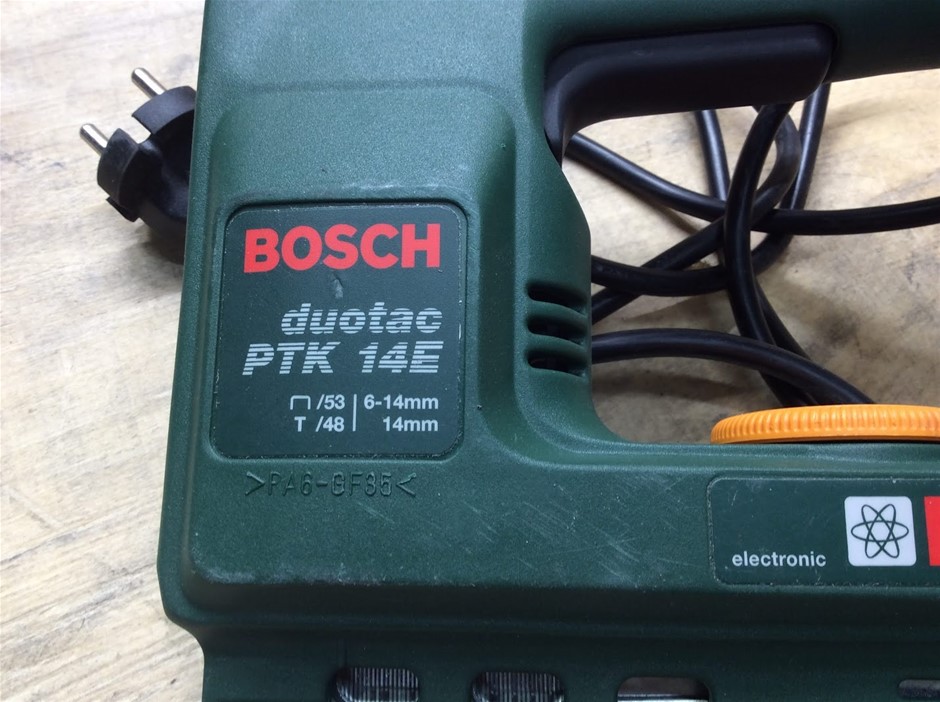 BOSCH
duotac
PTK 14E
/53 | 6-14mm
T /48 | 14mm
>PA6-GF35<
electronic